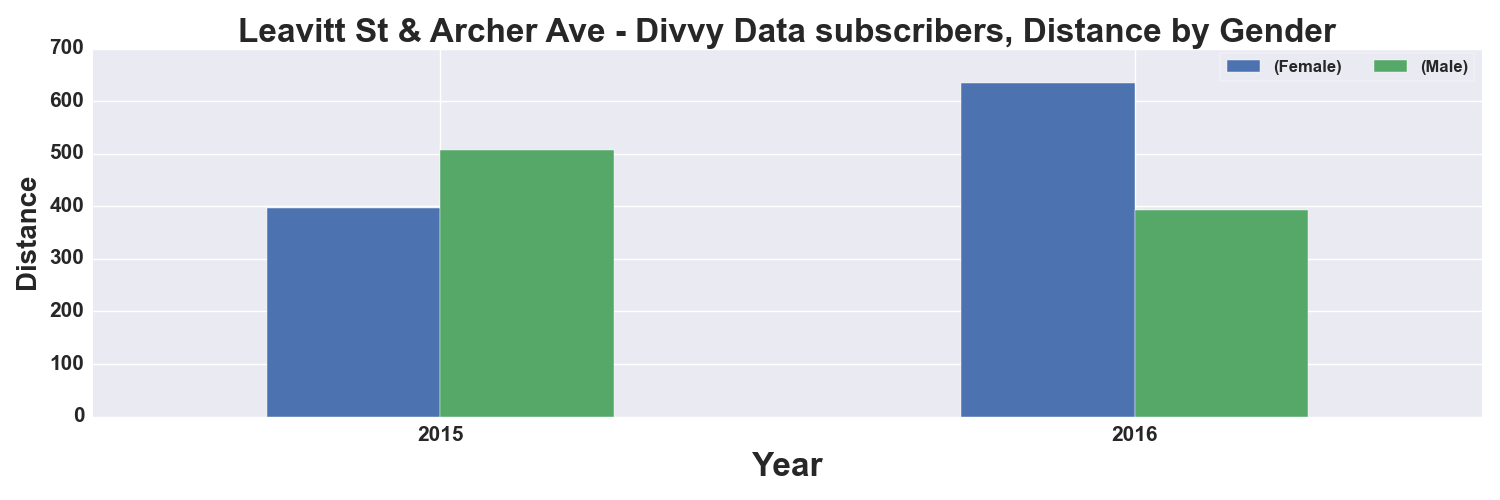 Leavitt St & Archer Ave - Divvy Data subscribers, Distance by Gender
(Female) (Male)
700
600
500
400
300
200
100
0
Distance
2015 2016
Year